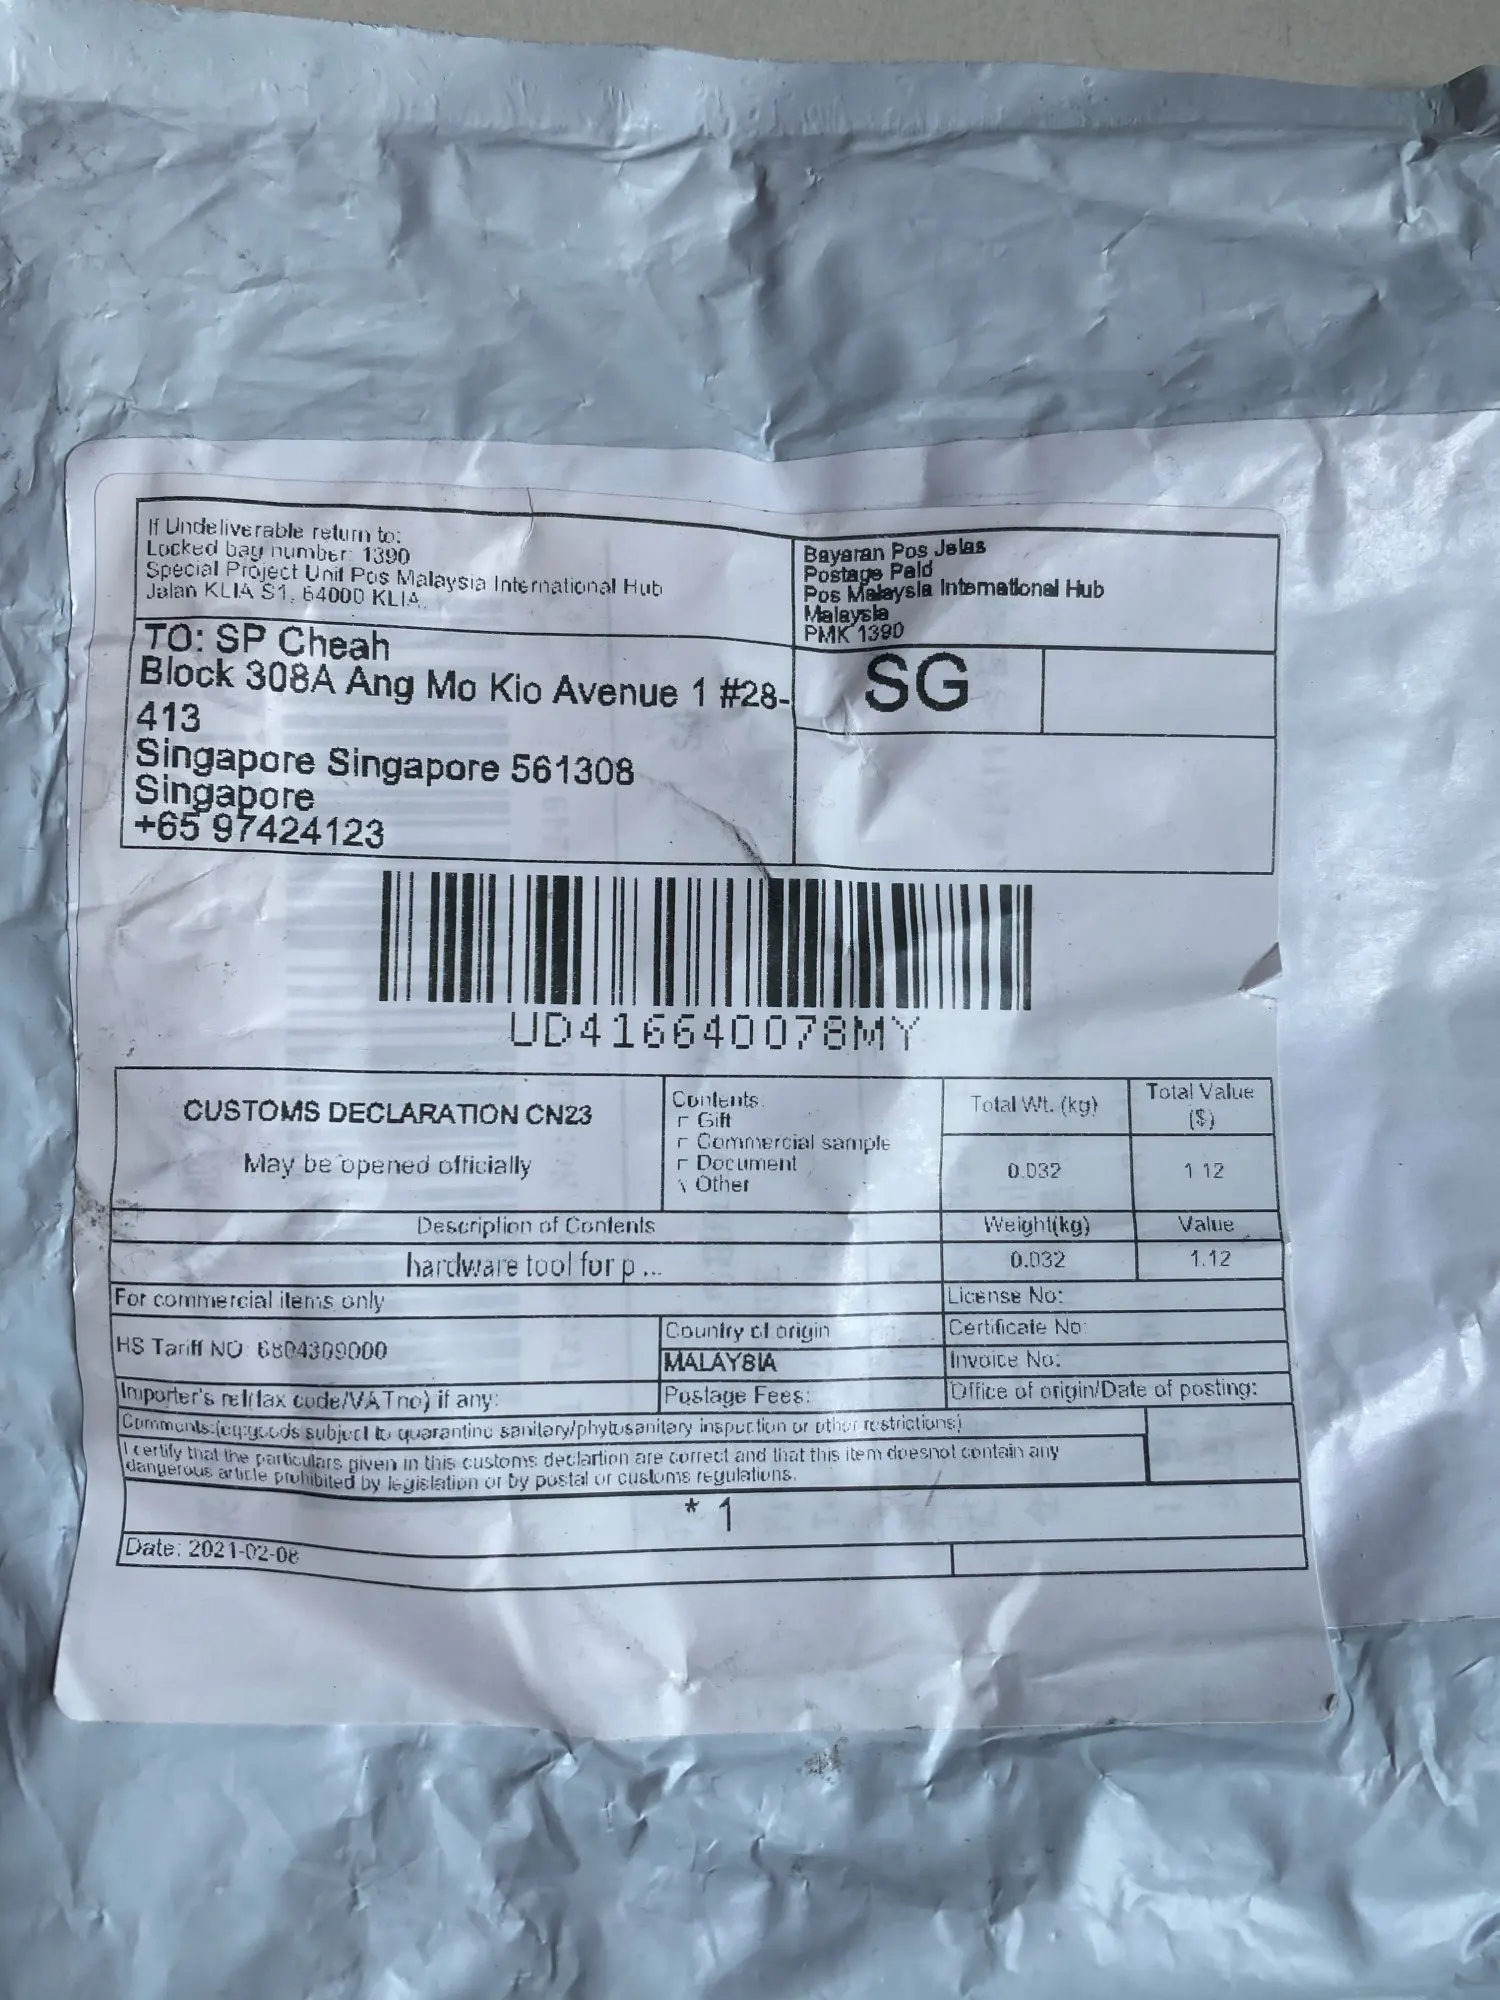 If Undeliverable return to:
Locked bag number: 1390
Special Project Unit Pos Malaysia International Hub
Jalan KLIA S1, 64000 KLIA,
Bayaran Pos Jelas
Postage Paid
Pos Malaysia International Hub
Malaysia
PMK 1390
TO: SP Cheah
Block 308A Ang Mo Kio Avenue 1 #28-
413
Singapore Singapore 561308
Singapore
+65 97424123
SG
UD416640078MY
CUSTOMS DECLARATION CN23
May be opened officially
Contents:
Gift
Commercial sample
Document
Other
Total Wt. (kg)
Total Value
($)
0.032
1.12
Description of Contents
Weight(kg)
Value
hardware tool for p ...
0.032
1.12
For commercial items only
License No:
HS Tariff NO: 6804309000
Country of origin
Certificate No:
MALAYSIA
Invoice No:
Importer's ref(fax code/VATno) if any:
Postage Fees:
Office of origin/Date of posting:
Comments:(eg:goods subject to quarantine sanitary/phytosanitary inspection or other restrictions)
I certify that the particulars given in this customs declartion are correct and that this item doesnot contain any
dangerous article prohibited by legislation or by postal or customs regulations.
* 1
Date: 2021-02-08